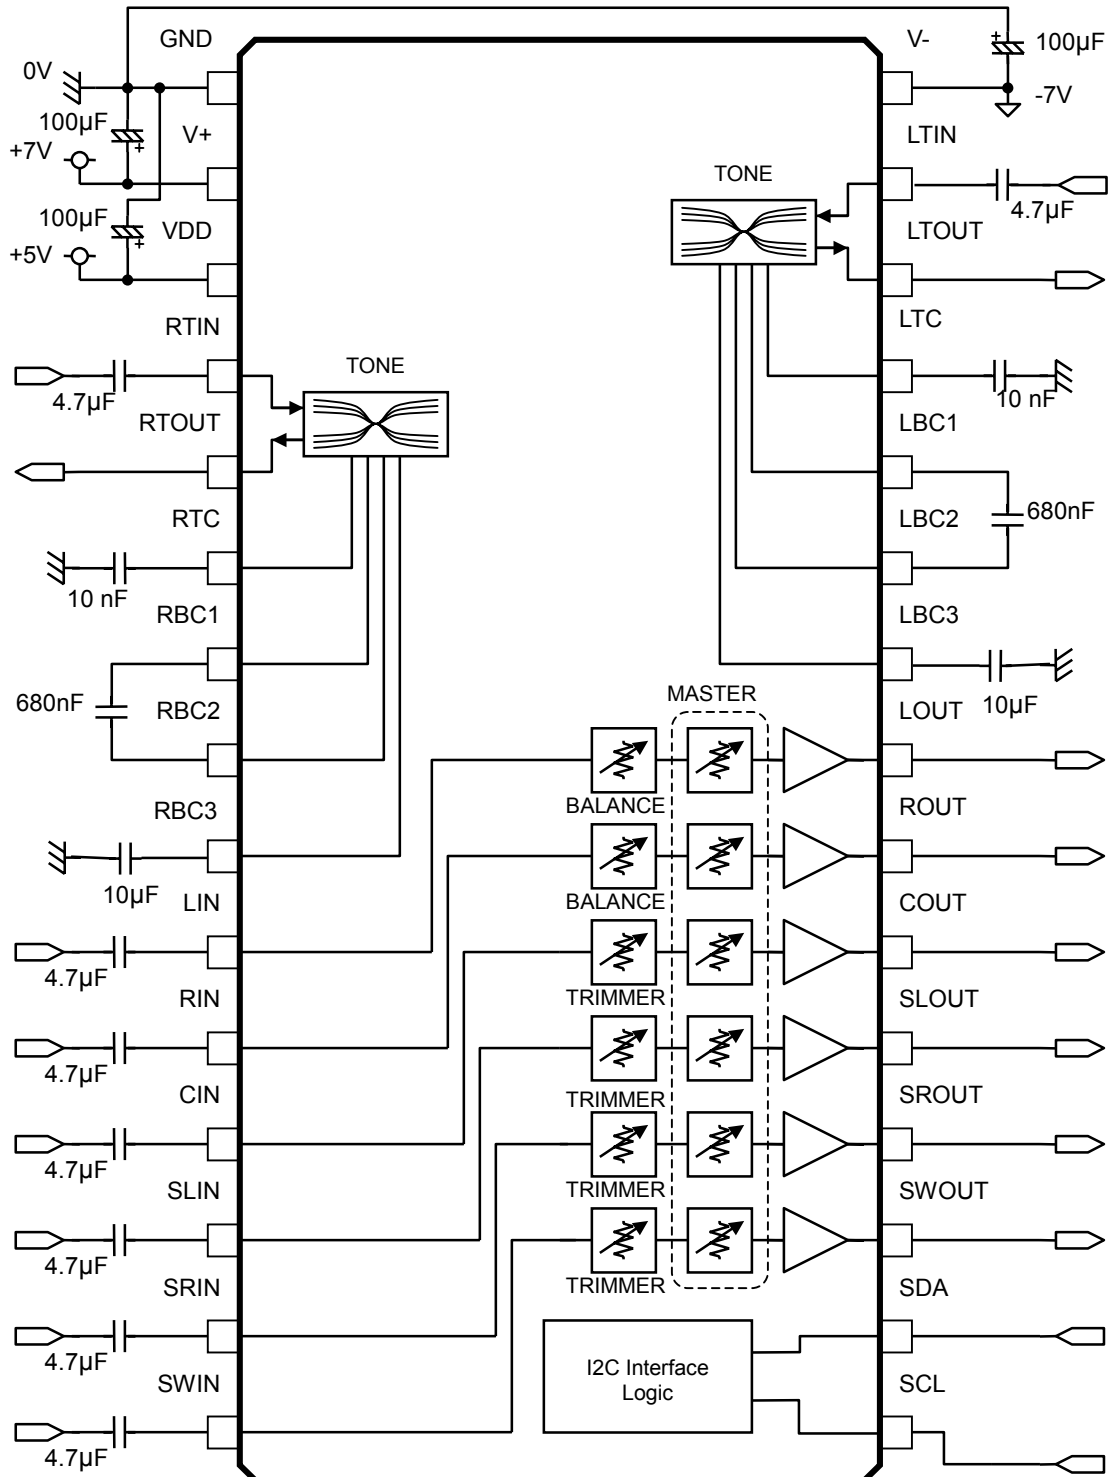 GND
V-
100µF
0V
-7V
100µF
V+
LTIN
+7V
TONE
4.7µF
100µF
VDD
LTOUT
+5V
RTIN
LTC
TONE
4.7µF
10 nF
RTOUT
LBC1
RTC
LBC2
680nF
10 nF
RBC1
LBC3
MASTER
680nF
RBC2
LOUT
10µF
BALANCE
ROUT
RBC3
10µF
LIN
BALANCE
COUT
4.7µF
RIN
TRIMMER
SLOUT
4.7µF
CIN
TRIMMER
SROUT
4.7µF
SLIN
TRIMMER
SWOUT
4.7µF
SRIN
TRIMMER
SDA
4.7µF
I2C Interface
Logic
SWIN
SCL
4.7µF